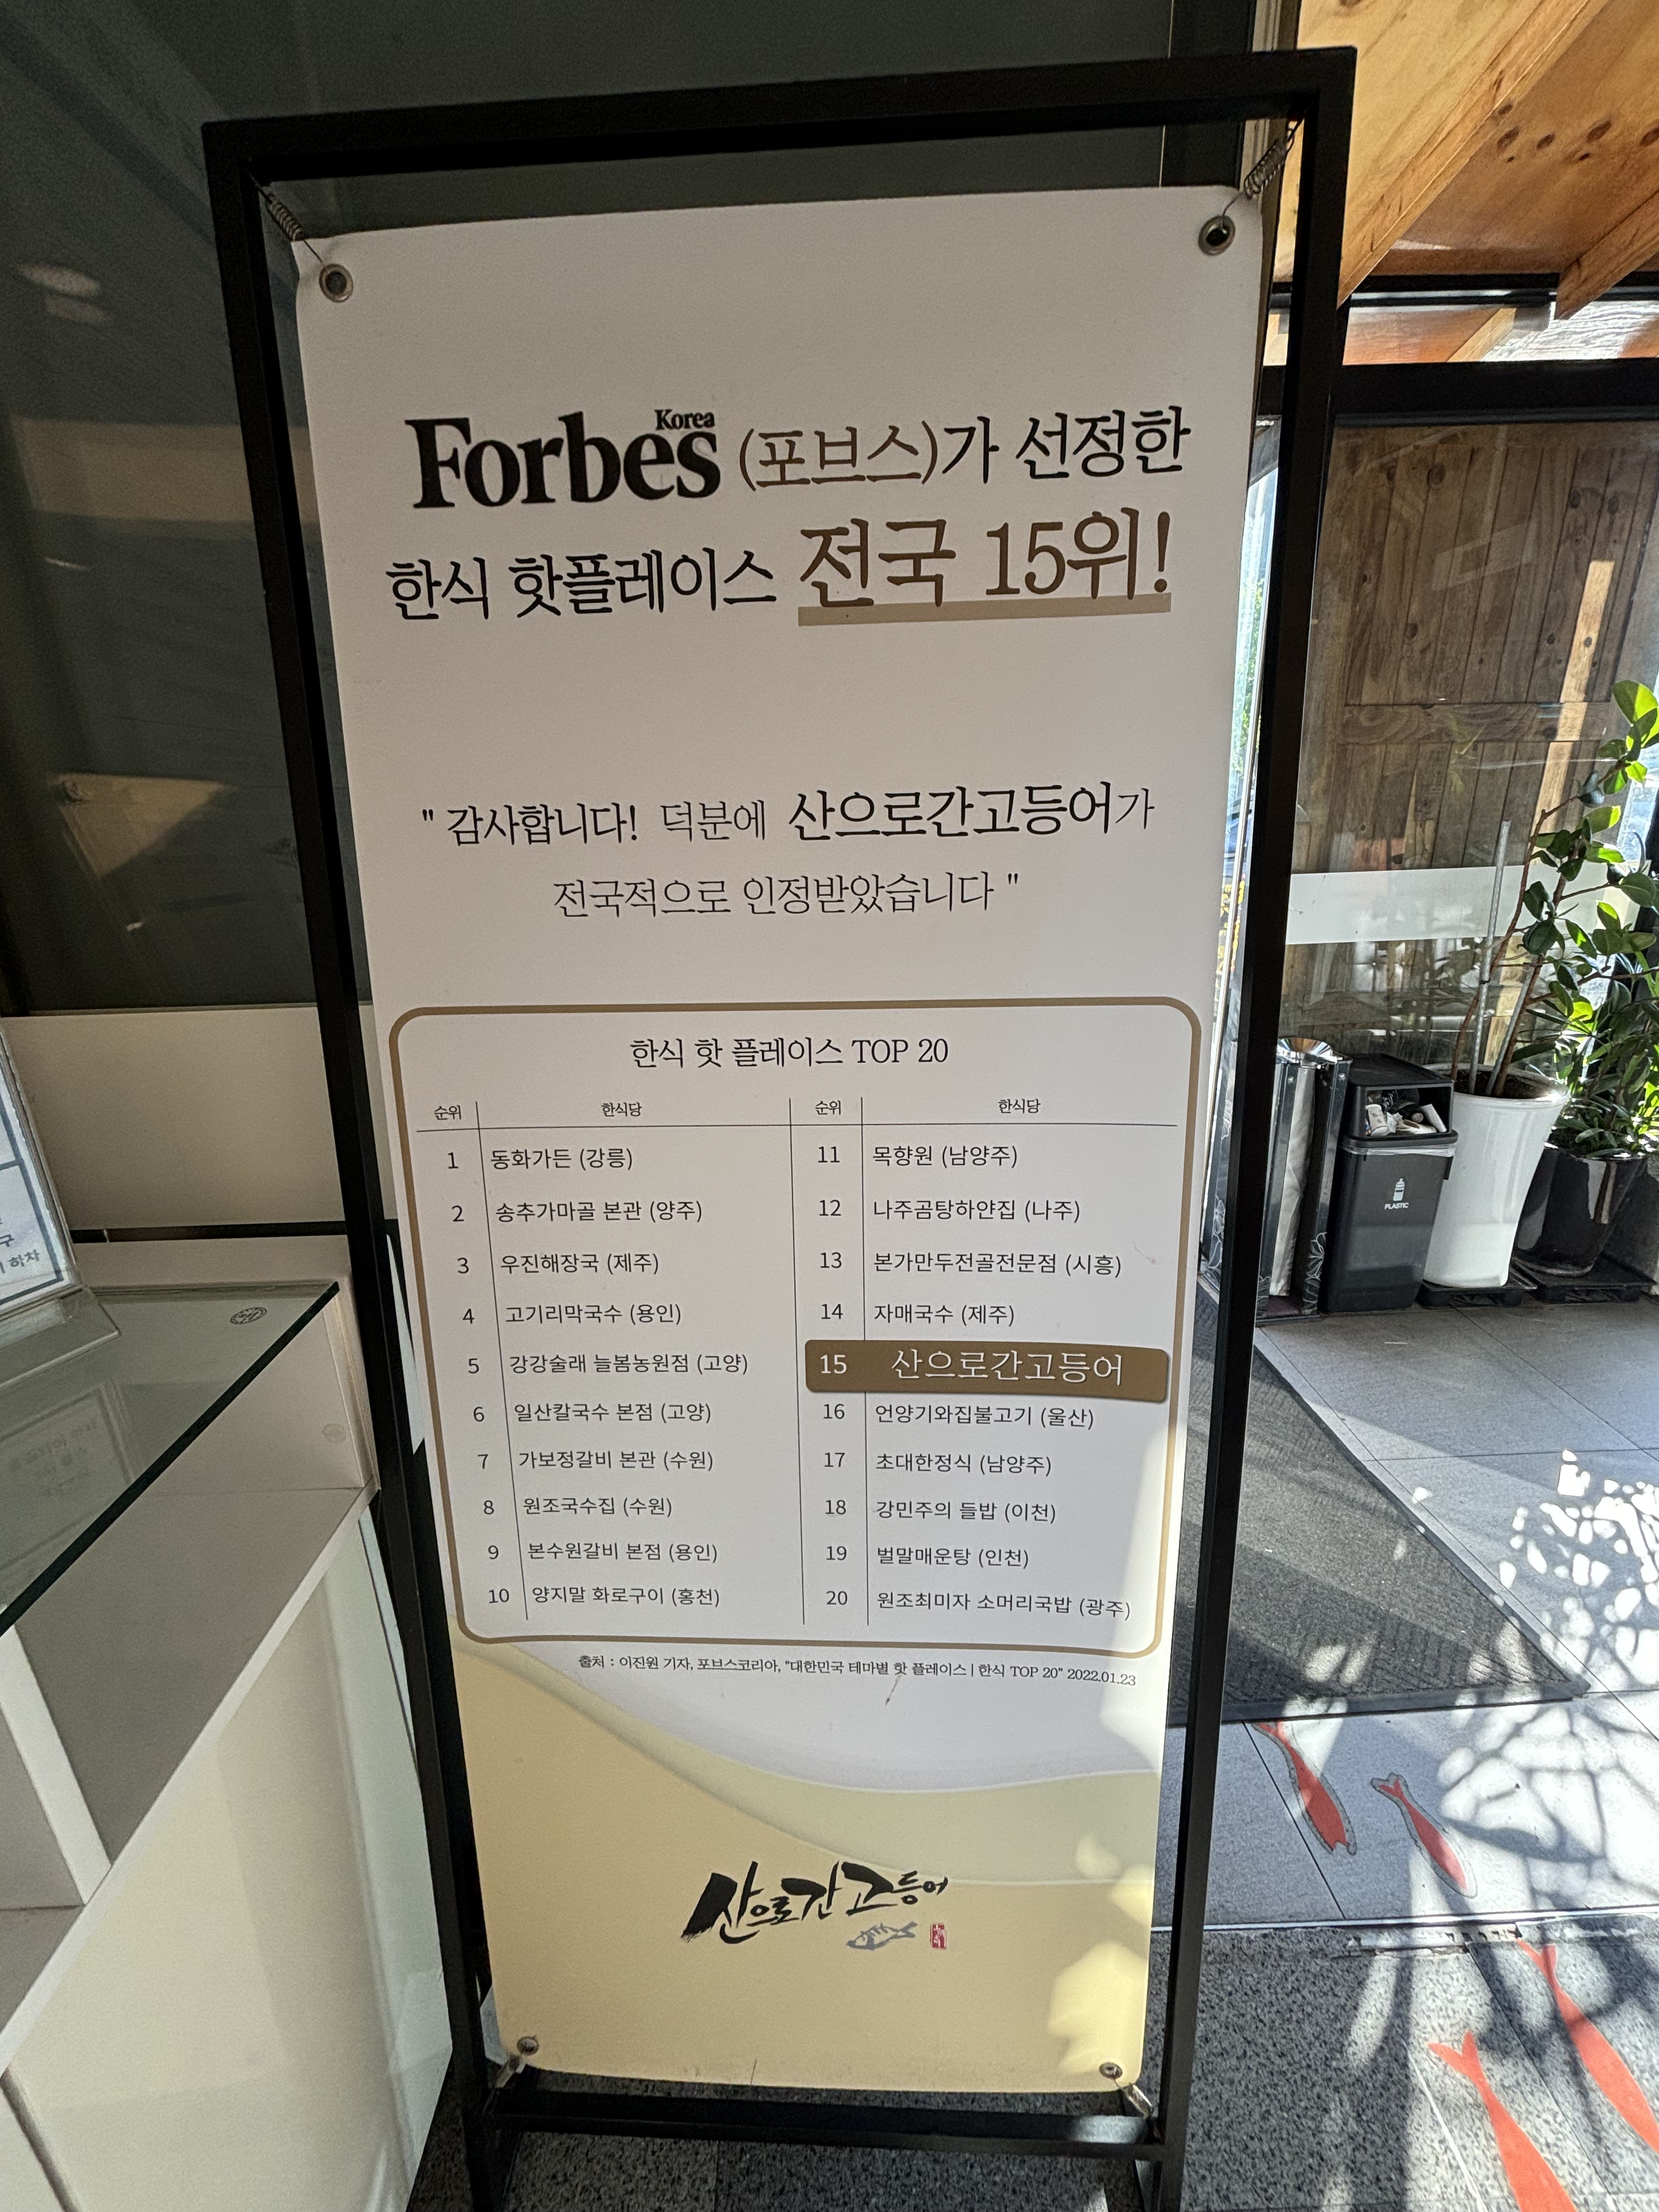 Forbes Korea (포브스)가 선정한
한식 핫플레이스 전국 15위!
" 감사합니다! 덕분에 산으로간고등어가
전국적으로 인정받았습니다 "
한식 핫 플레이스 TOP 20
순위 한식당 순위 한식당
1 동화가든 (강릉) 11 목향원 (남양주)
2 송추가마골 본관 (양주) 12 나주곰탕하얀집 (나주)
3 우진해장국 (제주) 13 본가만두전골전문점 (시흥)
4 고기리막국수 (용인) 14 자매국수 (제주)
5 강강술래 늘봄농원점 (고양) 15 산으로간고등어
6 일산칼국수 본점 (고양) 16 언양기와집불고기 (울산)
7 가보정갈비 본관 (수원) 17 초대한정식 (남양주)
8 원조국수집 (수원) 18 강민주의 들밥 (이천)
9 본수원갈비 본점 (용인) 19 벌말매운탕 (인천)
10 양지말 화로구이 (홍천) 20 원조최미자 소머리국밥 (광주)
출처 : 이진원 기자, 포브스코리아, "대한민국 테마별 핫 플레이스 | 한식 TOP 20" 2022.01.23
산으로간고등어
PLASTIC
구
하차